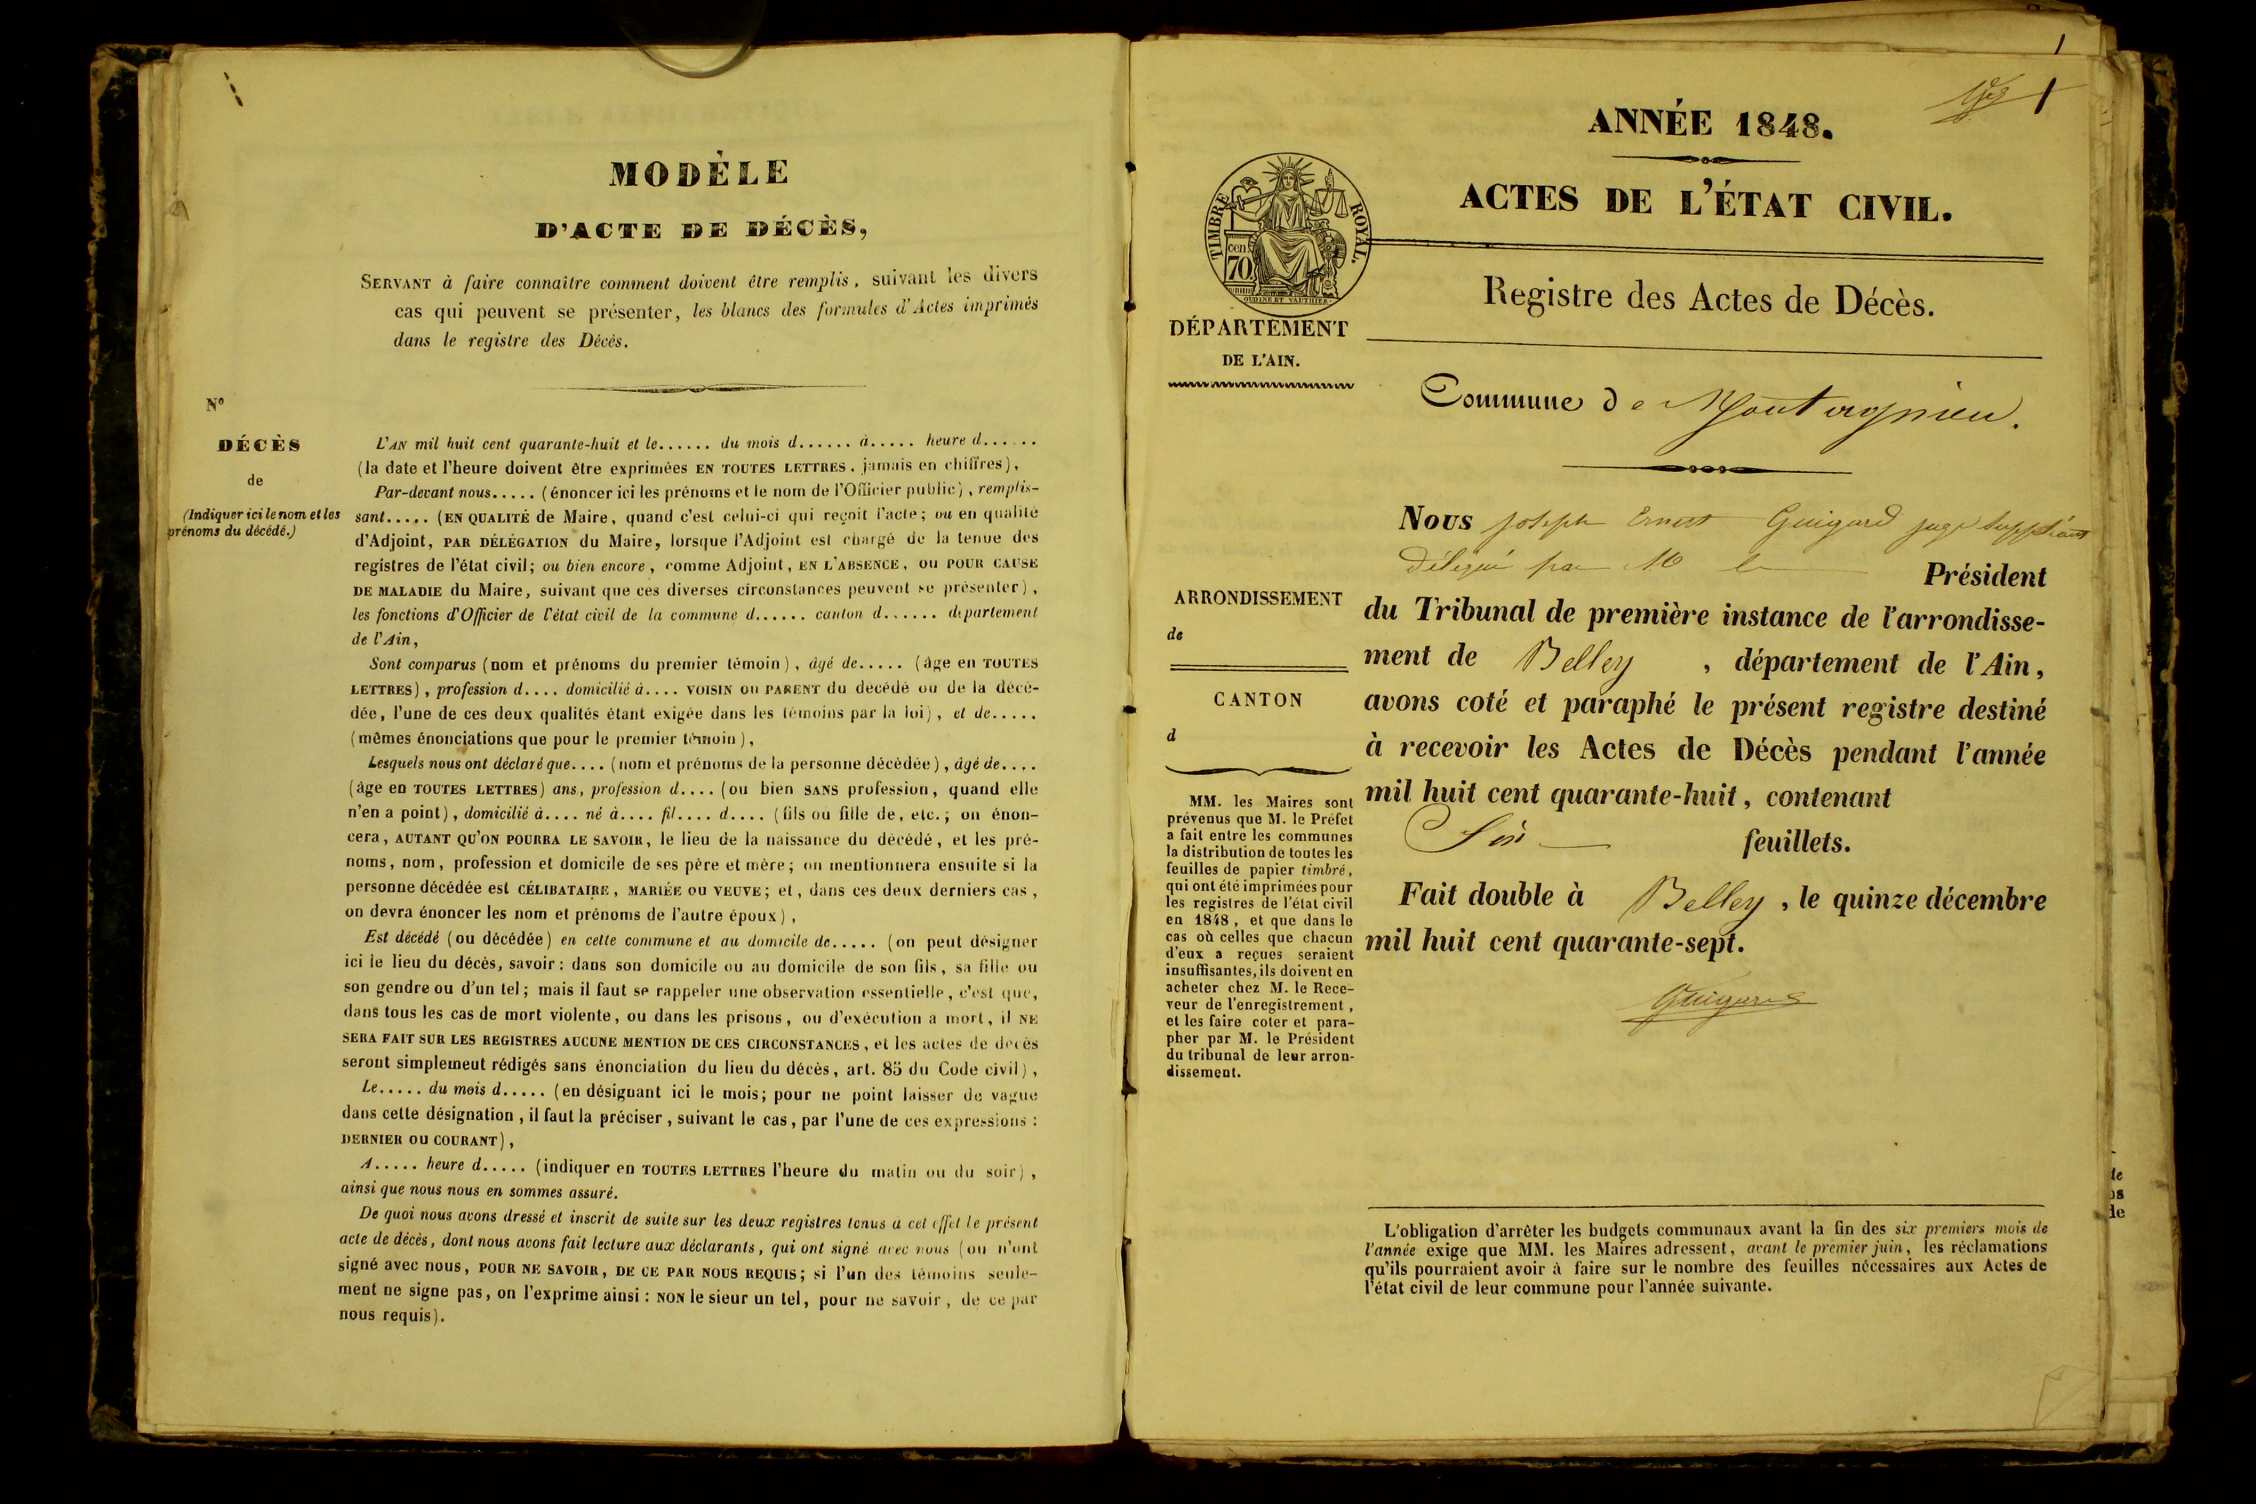 MODÈLE
D'ACTE DE DÉCÈS,
SERVANT à faire connaître comment doivent être remplis, suivant les divers
cas qui peuvent se présenter, les blancs des formules d'Actes imprimés
dans le registre des Décès.
N°
DÉCÈS
de
(Indiquer ici le nom et les
prénoms du décédé.)
L'AN mil huit cent quarante-huit et le...... du mois d...... à..... heure d......
(la date et l'heure doivent être exprimées EN TOUTES LETTRES, jamais en chiffres),
Par-devant nous..... (énoncer ici les prénoms et le nom de l'Officier public), remplis-
sant..... (EN QUALITÉ de Maire, quand c'est celui-ci qui reçoit l'acte; ou en qualité
d'Adjoint, PAR DÉLÉGATION du Maire, lorsque l'Adjoint est chargé de la tenue des
registres de l'état civil; ou bien encore, comme Adjoint, EN L'ABSENCE, OU POUR CAUSE
DE MALADIE du Maire, suivant que ces diverses circonstances peuvent se présenter),
les fonctions d'Officier de l'état civil de la commune d...... canton d...... département
de l'Ain,
Sont comparus (nom et prénoms du premier témoin), âgé de..... (âge en TOUTES
LETTRES), profession d.... domicilié à.... VOISIN OU PARENT du décédé ou de la décé-
dée, l'une de ces deux qualités étant exigée dans les témoins par la loi), et de.....
(mêmes énonciations que pour le premier témoin),
Lesquels nous ont déclaré que.... (nom et prénoms de la personne décédée), âgé de....
(âge en TOUTES LETTRES) ans, profession d.... (ou bien SANS profession, quand elle
n'en a point), domicilié à.... né à.... fil.... d.... (fils ou fille de, etc.; on énon-
cera, AUTANT QU'ON POURRA LE SAVOIR, le lieu de la naissance du décédé, et les pré-
noms, nom, profession et domicile de ses père et mère; on mentionnera ensuite si la
personne décédée est CÉLIBATAIRE, MARIÉE OU VEUVE; et, dans ces deux derniers cas,
on devra énoncer les nom et prénoms de l'autre époux),
Est décédé (ou décédée) en cette commune et au domicile de..... (on peut désigner
ici le lieu du décès, savoir: dans son domicile ou au domicile de son fils, sa fille ou
son gendre ou d'un tel; mais il faut se rappeler une observation essentielle, c'est que,
dans tous les cas de mort violente, ou dans les prisons, ou d'exécution a mort, il NE
SERA FAIT SUR LES REGISTRES AUCUNE MENTION DE CES CIRCONSTANCES, et les actes de décès
seront simplement rédigés sans énonciation du lieu du décès, art. 85 du Code civil),
Le..... du mois d..... (en désignant ici le mois; pour ne point laisser de vague
dans cette désignation, il faut la préciser, suivant le cas, par l'une de ces expressions:
DERNIER OU COURANT),
A..... heure d..... (indiquer en TOUTES LETTRES l'heure du matin ou du soir),
ainsi que nous nous en sommes assuré.
De quoi nous avons dressé et inscrit de suite sur les deux registres tenus à cet effet le présent
acte de décès, dont nous avons fait lecture aux déclarants, qui ont signé avec nous (ou n'ont
signé avec nous, POUR NE SAVOIR, DE CE PAR NOUS REQUIS; si l'un des témoins seule-
ment ne signe pas, on l'exprime ainsi: NON le sieur un tel, pour ne savoir, de ce par
nous requis).
1
1
ANNÉE 1848.
ACTES DE L'ÉTAT CIVIL.
TIMBRE ROYAL.
cen
70
OUDINÉ ET VAUTHIER
DÉPARTEMENT
DE L'AIN.
Registre des Actes de Décès.
Commune de Montagnieu.
Nous Joseph Ernest Guigard juge suppléant
délégué par M le Président
du Tribunal de première instance de l'arrondisse-
ment de Belley, département de l'Ain,
avons coté et paraphé le présent registre destiné
à recevoir les Actes de Décès pendant l'année
mil huit cent quarante-huit, contenant
Six feuillets.
Fait double à Belley, le quinze décembre
mil huit cent quarante-sept.
Guigard
ARRONDISSEMENT
de
CANTON
d
MM. les Maires sont
prévenus que M. le Préfet
a fait entre les communes
la distribution de toutes les
feuilles de papier timbré,
qui ont été imprimées pour
les registres de l'état civil
en 1848, et que dans le
cas où celles que chacun
d'eux a reçues seraient
insuffisantes, ils doivent en
acheter chez M. le Rece-
veur de l'enregistrement,
et les faire coter et para-
pher par M. le Président
du tribunal de leur arron-
dissement.
L'obligation d'arrêter les budgets communaux avant la fin des six premiers mois de
l'année exige que MM. les Maires adressent, avant le premier juin, les réclamations
qu'ils pourraient avoir à faire sur le nombre des feuilles nécessaires aux Actes de
l'état civil de leur commune pour l'année suivante.